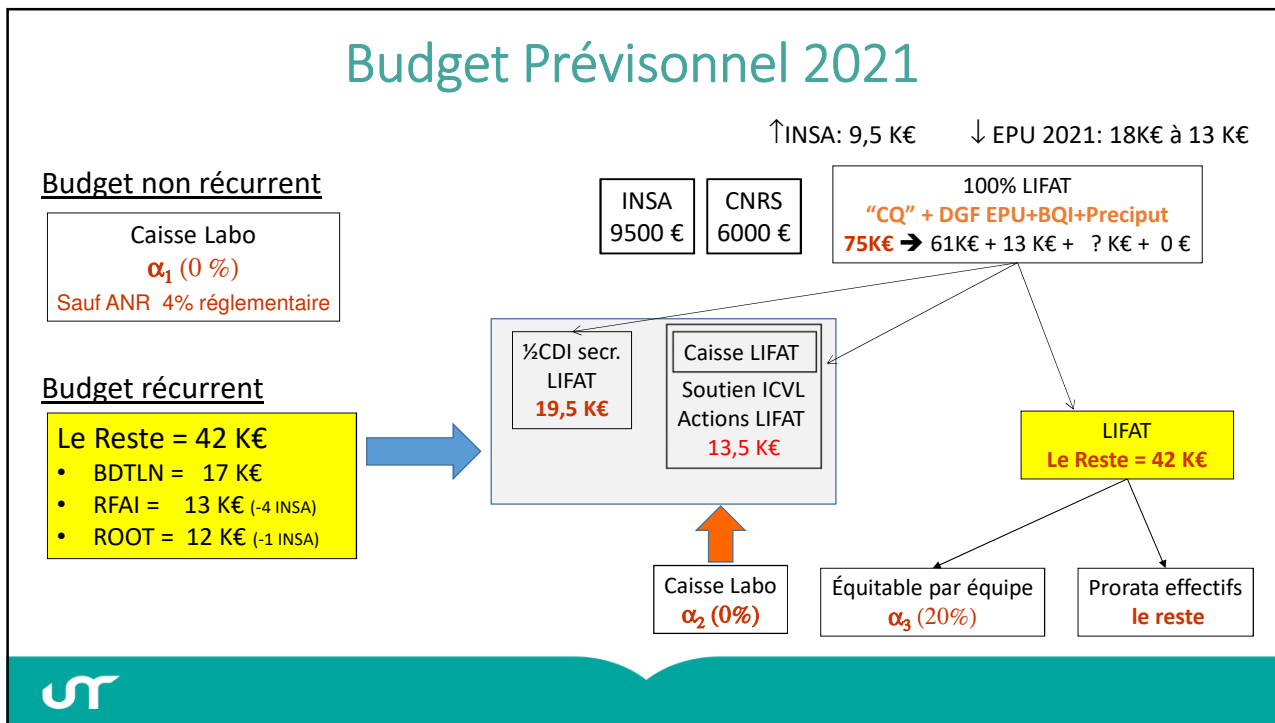 Budget Prévisonnel 2021
↑INSA: 9,5 K€ ↓ EPU 2021: 18K€ à 13 K€
Budget non récurrent
Caisse Labo
α1 (0 %)
Sauf ANR 4% réglementaire
INSA
9500 €
CNRS
6000 €
100% LIFAT
“CQ” + DGF EPU+BQI+Preciput
75K€ ➔ 61K€ + 13 K€ + ? K€ + 0 €
½CDI secr.
LIFAT
19,5 K€
Caisse LIFAT
Soutien ICVL
Actions LIFAT
13,5 K€
Budget récurrent
Le Reste = 42 K€
• BDTLN = 17 K€
• RFAI = 13 K€ (-4 INSA)
• ROOT = 12 K€ (-1 INSA)
LIFAT
Le Reste = 42 K€
Caisse Labo
α2 (0%)
Équitable par équipe
α3 (20%)
Prorata effectifs
le reste